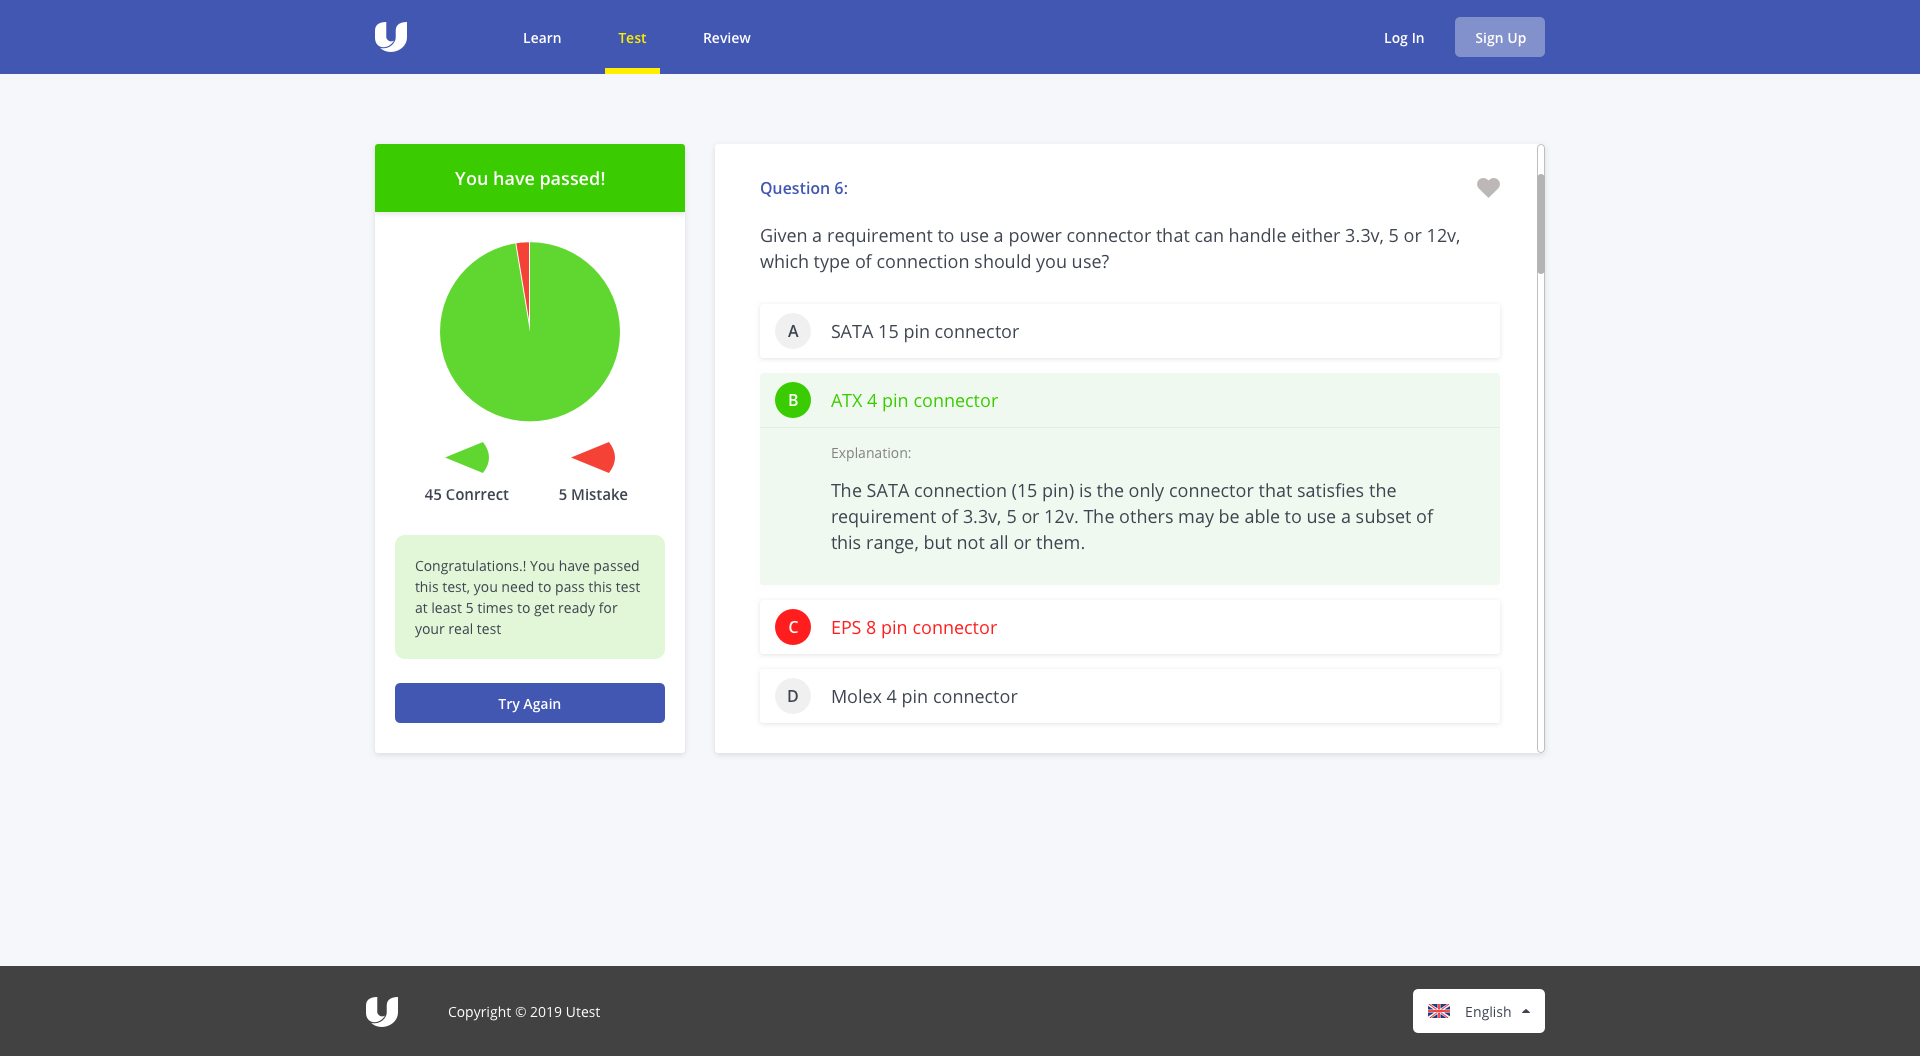 Learn
Test
Review
Log In
Sign Up
You have passed!
45 Conrrect
5 Mistake
Congratulations.! You have passed
this test, you need to pass this test
at least 5 times to get ready for
your real test
Try Again
Question 6:
Given a requirement to use a power connector that can handle either 3.3v, 5 or 12v,
which type of connection should you use?
A SATA 15 pin connector
B ATX 4 pin connector
Explanation:
The SATA connection (15 pin) is the only connector that satisfies the
requirement of 3.3v, 5 or 12v. The others may be able to use a subset of
this range, but not all or them.
C EPS 8 pin connector
D Molex 4 pin connector
Copyright © 2019 Utest
English